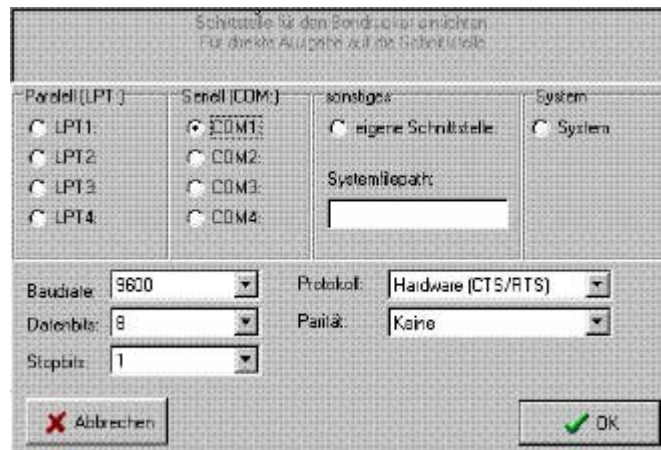 Schnittstelle für den Bondrucker einrichten
Für direkte Ausgabe auf die Schnittstelle
Paralell (LPT:)
LPT1:
LPT2:
LPT3:
LPT4:
Seriell (COM:)
COM1:
COM2:
COM3:
COM4:
sonstiges
eigene Schnittstelle:
Systemfilepath:
System
System
Baudrate: 9600
Datenbits: 8
Stopbits: 1
Protokoll: Hardware (CTS/RTS)
Parität: Keine
Abbrechen
OK